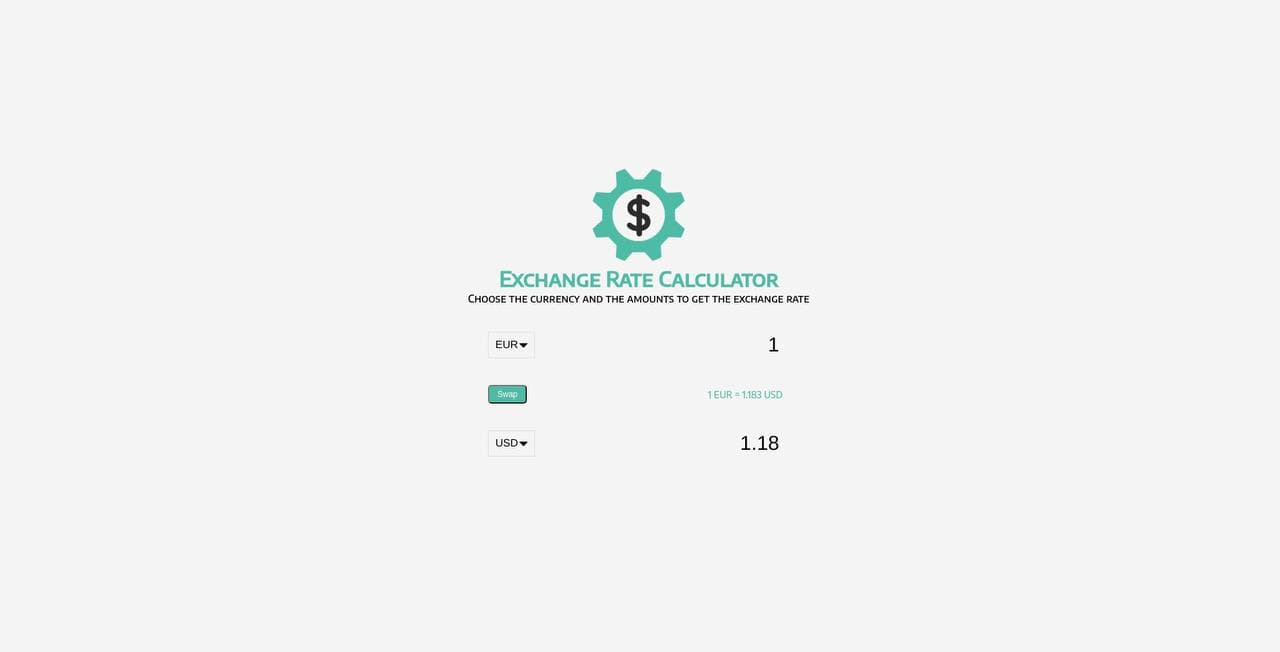 $
Exchange Rate Calculator
Choose the currency and the amounts to get the exchange rate
EUR 1
Swap 1 EUR = 1.183 USD
USD 1.18